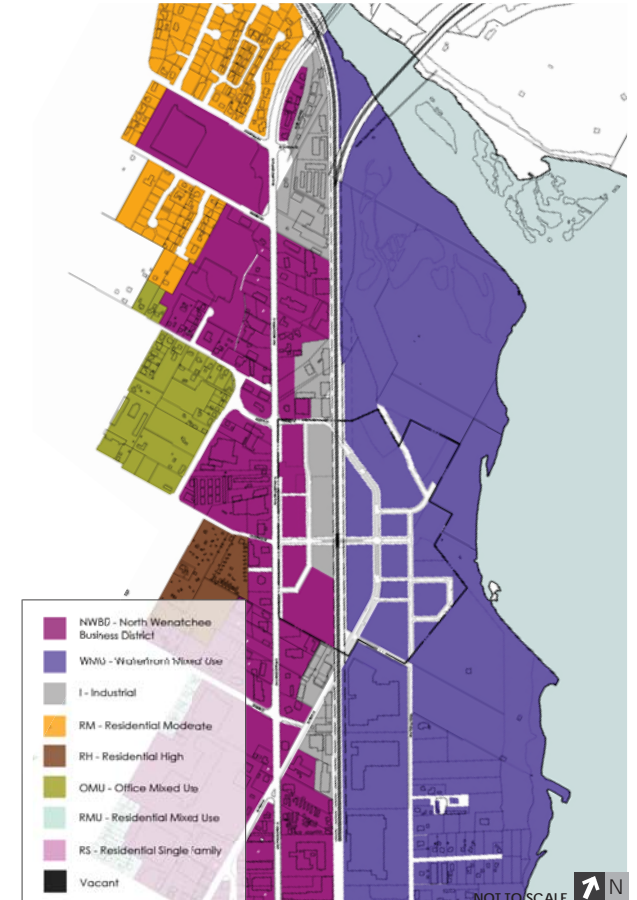 NWBD - North Wenatchee
Business District
WMU - Waterfront Mixed Use
I - Industrial
RM - Residential Moderate
RH - Residential High
OMU - Office Mixed Use
RMU - Residential Mixed Use
RS - Residential Single Family
Vacant
NOT TO SCALE
N